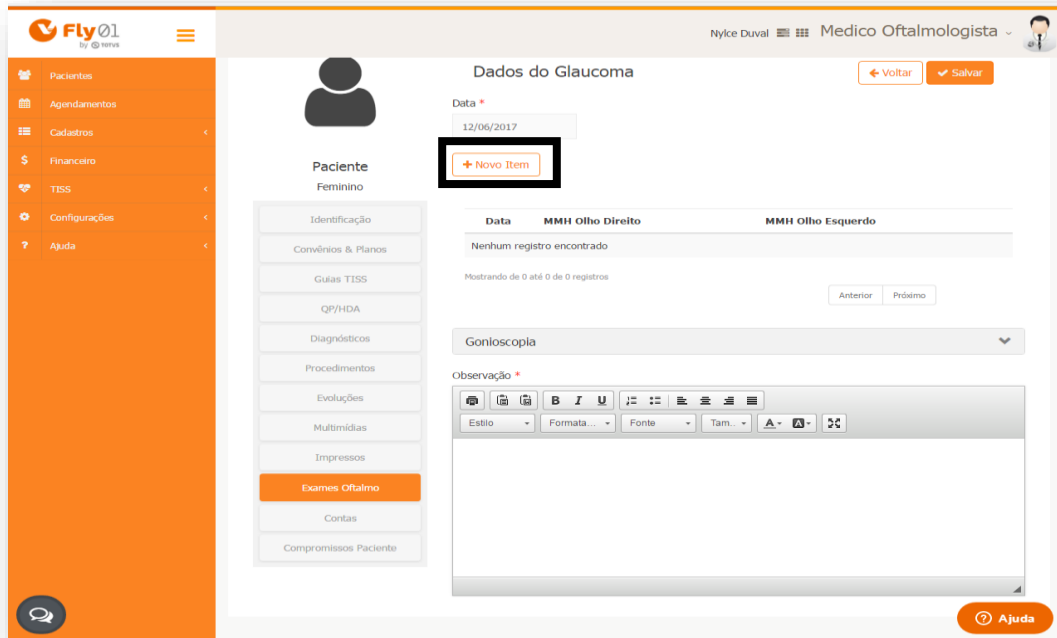 Fly01
by TOTVS
Nylce Duval Medico Oftalmologista
Pacientes
Agendamentos
Cadastros
Financeiro
TISS
Configurações
Ajuda
Paciente
Feminino
Identificação
Convênios & Planos
Guias TISS
QP/HDA
Diagnósticos
Procedimentos
Evoluções
Multimídias
Impressos
Exames Oftalmo
Contas
Compromissos Paciente
Dados do Glaucoma
Voltar Salvar
Data *
12/06/2017
+ Novo Item
Data MMH Olho Direito MMH Olho Esquerdo
Nenhum registro encontrado
Mostrando de 0 até 0 de 0 registros
Anterior Próximo
Gonioscopia
Observação *
B I U
Estilo Formata... Fonte Tam... A A
? Ajuda